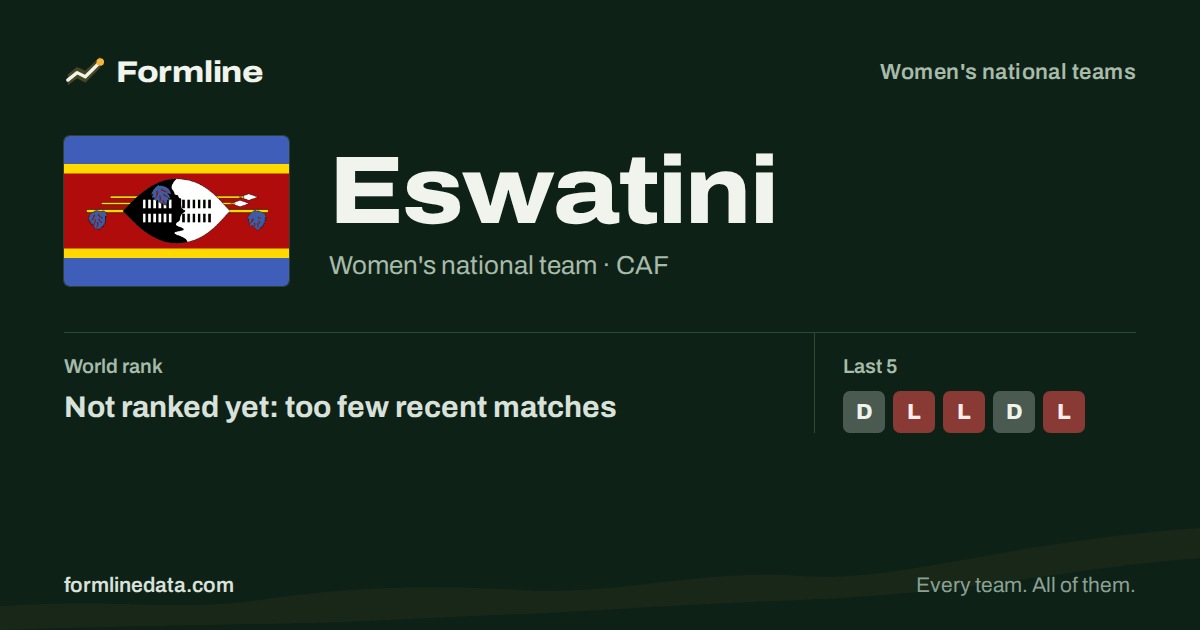 Formline
Women's national teams
Eswatini
Women's national team · CAF
World rank
Not ranked yet: too few recent matches
Last 5
D L L D L
formlinedata.com
Every team. All of them.